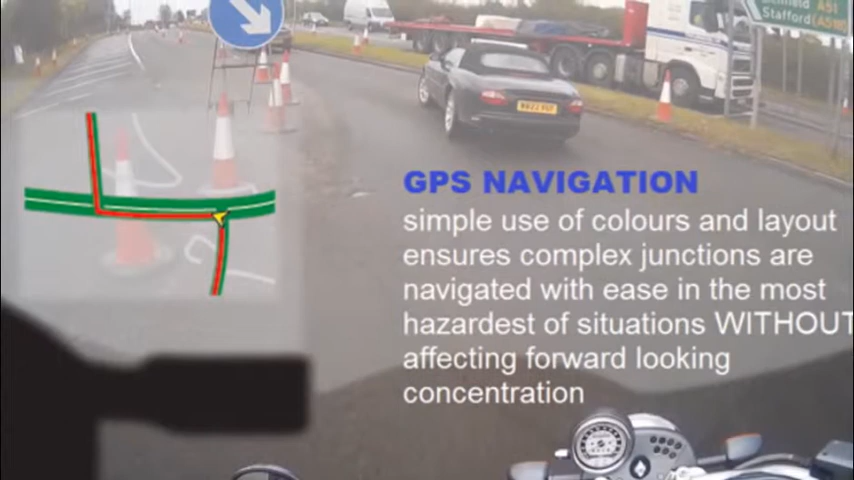 A51
Stafford
GPS NAVIGATION
simple use of colours and layout
ensures complex junctions are
navigated with ease in the most
hazardest of situations WITHOUT
affecting forward looking
concentration